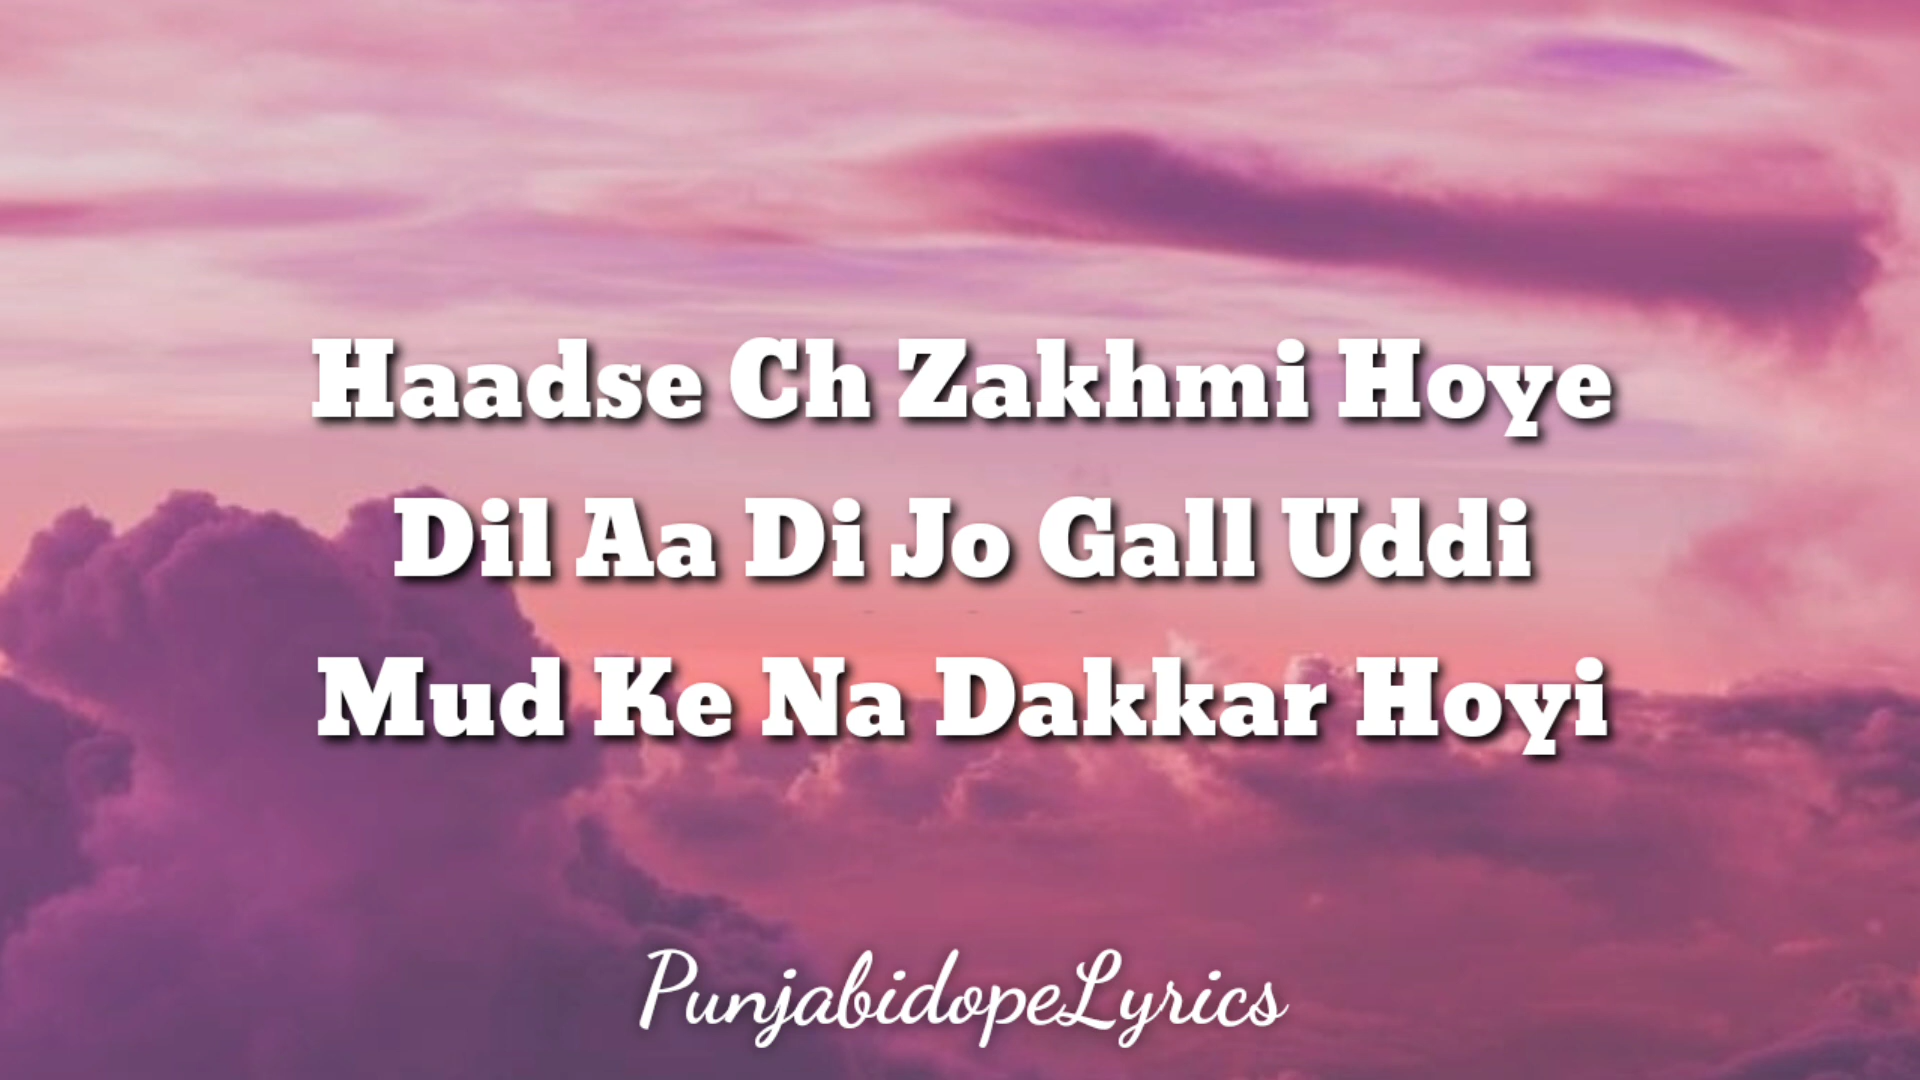 Haadse Ch Zakhmi Hoye
Dil Aa Di Jo Gall Uddi
Mud Ke Na Dakkar Hoyi
PunjabidopeLyrics